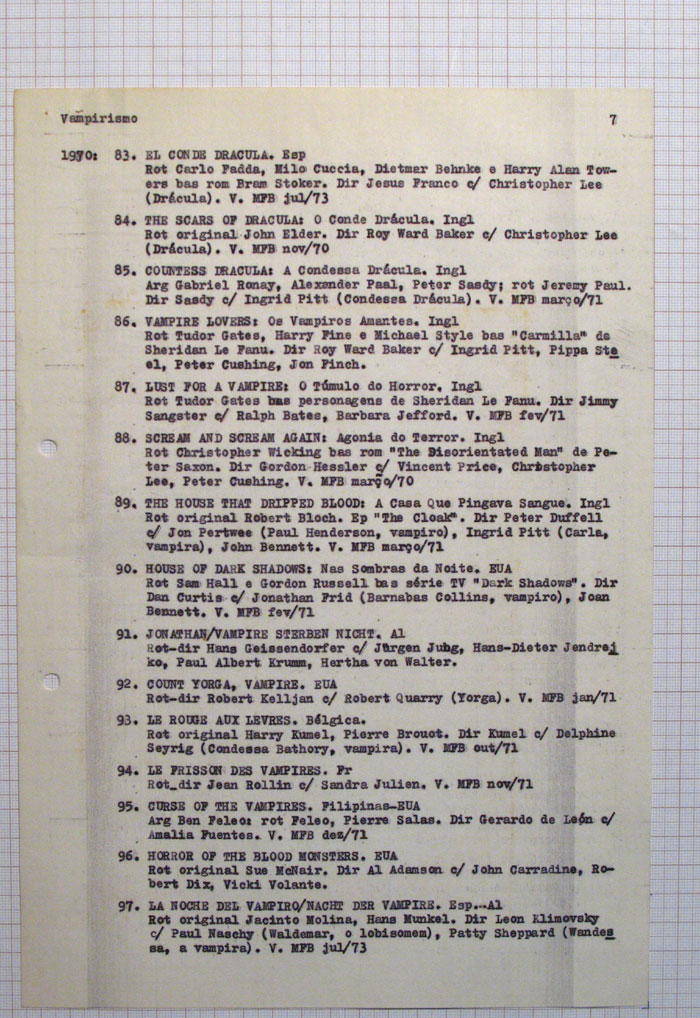 Vampirismo 7
1970: 83. EL CONDE DRACULA. Esp
Rot Carlo Fadda, Milo Cuccia, Dietmar Behnke e Harry Alan Tow-
ers bas rom Bram Stoker. Dir Jesus Franco c/ Christopher Lee
(Drácula). V. MFB jul/73
84. THE SCARS OF DRACULA: O Conde Drácula. Ingl
Rot original John Elder. Dir Roy Ward Baker c/ Christopher Lee
(Drácula). V. MFB nov/70
85. COUNTESS DRACULA: A Condessa Drácula. Ingl
Arg Gabriel Ronay, Alexander Paal, Peter Sasdy; rot Jeremy Paul.
Dir Sasdy c/ Ingrid Pitt (Condessa Drácula). V. MFB março/71
86. VAMPIRE LOVERS: Os Vampiros Amantes. Ingl
Rot Tudor Gates, Harry Fine e Michael Style bas "Carmilla" de
Sheridan Le Fanu. Dir Roy Ward Baker c/ Ingrid Pitt, Pippa Ste
el, Peter Cushing, Jon Finch.
87. LUST FOR A VAMPIRE: O Túmulo do Horror. Ingl
Rot Tudor Gates bas personagens de Sheridan Le Fanu. Dir Jimmy
Sangster c/ Ralph Bates, Barbara Jefford. V. MFB fev/71
88. SCREAM AND SCREAM AGAIN: Agonia do Terror. Ingl
Rot Christopher Wicking bas rom "The Disorientated Man" de Pe-
ter Saxon. Dir Gordon Hessler c/ Vincent Price, Christopher
Lee, Peter Cushing. V. MFB março/70
89. THE HOUSE THAT DRIPPED BLOOD: A Casa Que Pingava Sangue. Ingl
Rot original Robert Bloch. Ep "The Cloak". Dir Peter Duffell
c/ Jon Pertwee (Paul Henderson, vampiro), Ingrid Pitt (Carla,
vampira), John Bennett. V. MFB março/71
90. HOUSE OF DARK SHADOWS: Nas Sombras da Noite. EUA
Rot Sam Hall e Gordon Russell bas série TV "Dark Shadows". Dir
Dan Curtis c/ Jonathan Frid (Barnabas Collins, vampiro), Joan
Bennett. V. MFB fev/71
91. JONATHAN/VAMPIRE STERBEN NICHT. Al
Rot-dir Hans Geissendorfer c/ Jürgen Jung, Hans-Dieter Jendrej
ko, Paul Albert Krumm, Hertha von Walter.
92. COUNT YORGA, VAMPIRE. EUA
Rot-dir Robert Kelljan c/ Robert Quarry (Yorga). V. MFB jan/71
93. LE ROUGE AUX LEVRES. Bélgica.
Rot original Harry Kumel, Pierre Brouot. Dir Kumel c/ Delphine
Seyrig (Condessa Bathory, vampira). V. MFB out/71
94. LE FRISSON DES VAMPIRES. Fr
Rot-dir Jean Rollin c/ Sandra Julien. V. MFB nov/71
95. CURSE OF THE VAMPIRES. Filipinas-EUA
Arg Ben Feleo: rot Feleo, Pierre Salas. Dir Gerardo de León c/
Amalia Fuentes. V. MFB dez/71
96. HORROR OF THE BLOOD MONSTERS. EUA
Rot original Sue McNair. Dir Al Adamson c/ John Carradine, Ro-
bert Dix, Vicki Volante.
97. LA NOCHE DEL VAMPIRO/NACHT DER VAMPIRE. Esp.-Al
Rot original Jacinto Molina, Hans Munkel. Dir Leon Klimovsky
c/ Paul Naschy (Waldemar, o lobisomem), Patty Sheppard (Wandes
sa, a vampira). V. MFB jul/73